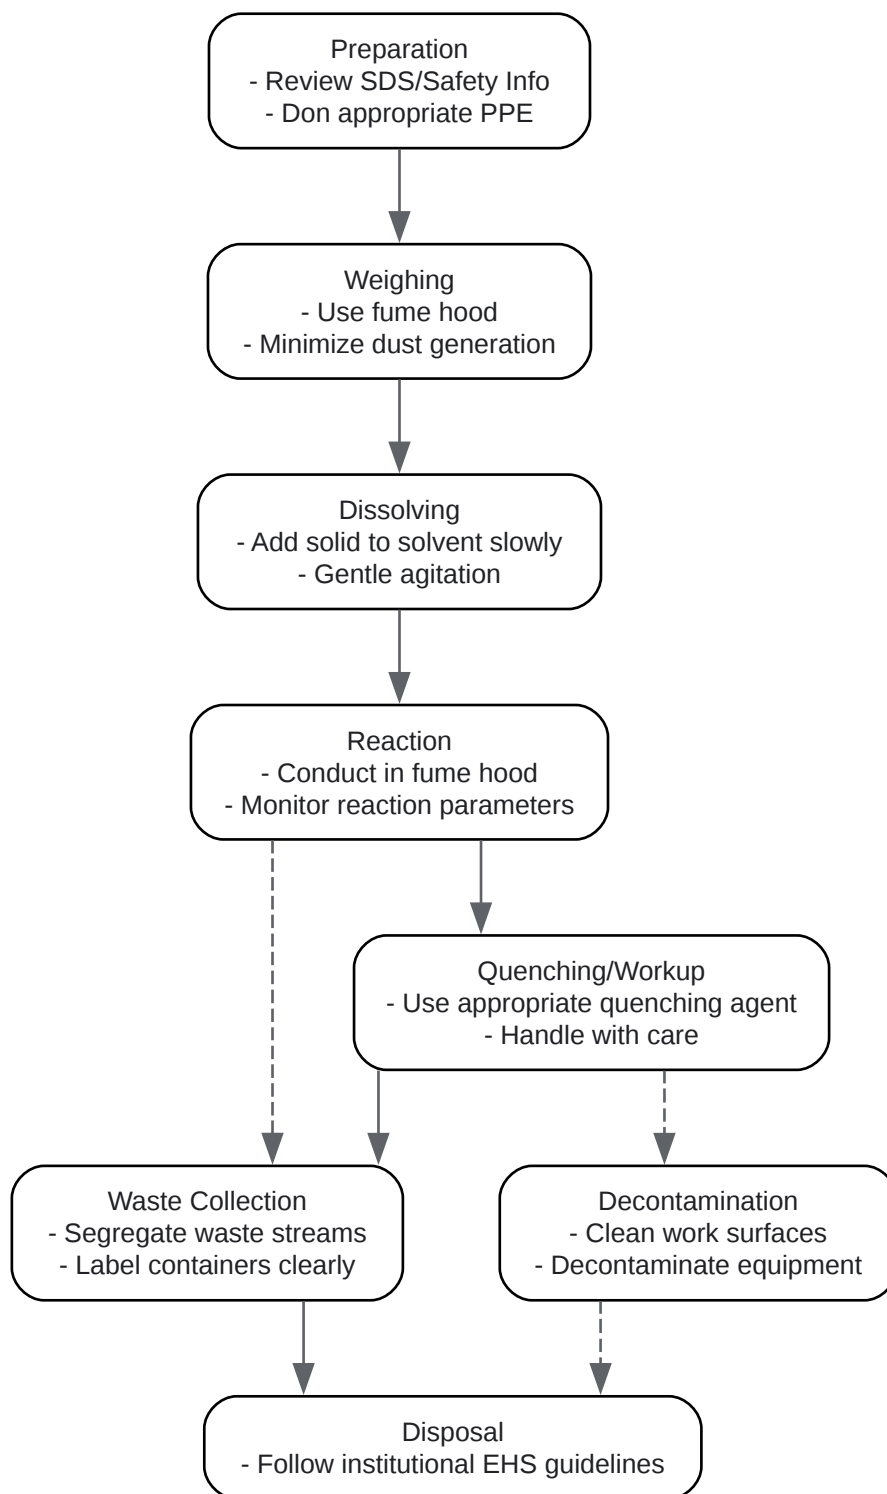 Preparation
- Review SDS/Safety Info
- Don appropriate PPE
Weighing
- Use fume hood
- Minimize dust generation
Dissolving
- Add solid to solvent slowly
- Gentle agitation
Reaction
- Conduct in fume hood
- Monitor reaction parameters
Quenching/Workup
- Use appropriate quenching agent
- Handle with care
Waste Collection
- Segregate waste streams
- Label containers clearly
Decontamination
- Clean work surfaces
- Decontaminate equipment
Disposal
- Follow institutional EHS guidelines